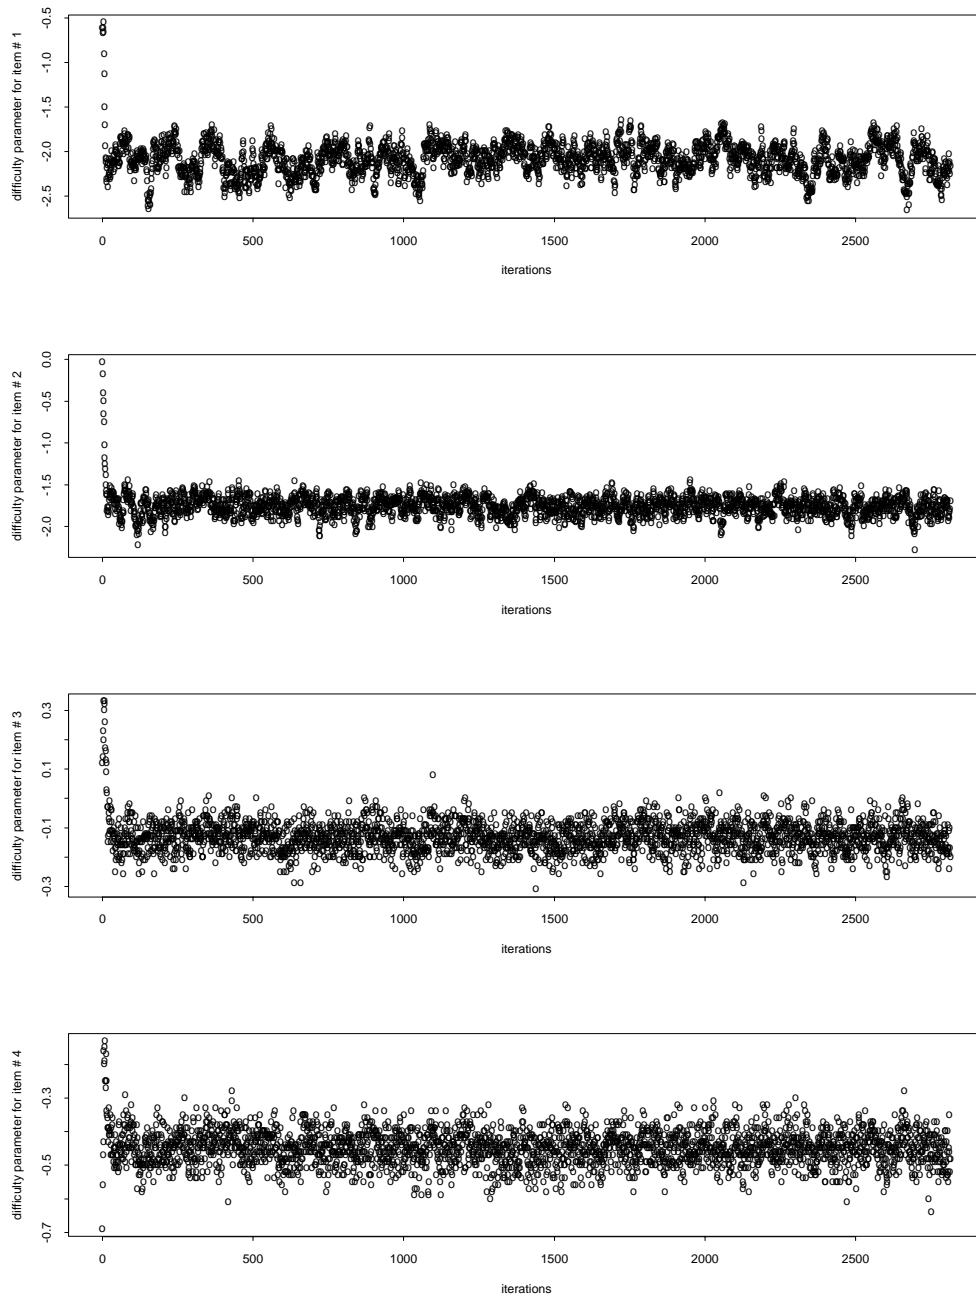 difficulty parameter for item # 1
-0.5
-1.0
-1.5
-2.0
-2.5
0 500 1000 1500 2000 2500
iterations
difficulty parameter for item # 2
0.0
-0.5
-1.0
-1.5
-2.0
0 500 1000 1500 2000 2500
iterations
difficulty parameter for item # 3
0.3
0.1
-0.1
-0.3
0 500 1000 1500 2000 2500
iterations
difficulty parameter for item # 4
-0.3
-0.5
-0.7
0 500 1000 1500 2000 2500
iterations